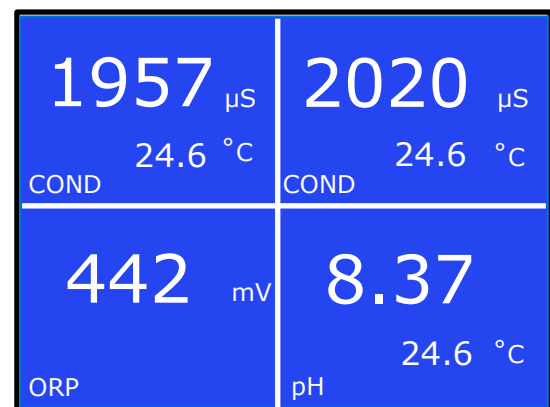 1957 µS
24.6 °C
COND
2020 µS
24.6 °C
COND
442 mV
ORP
8.37
24.6 °C
pH